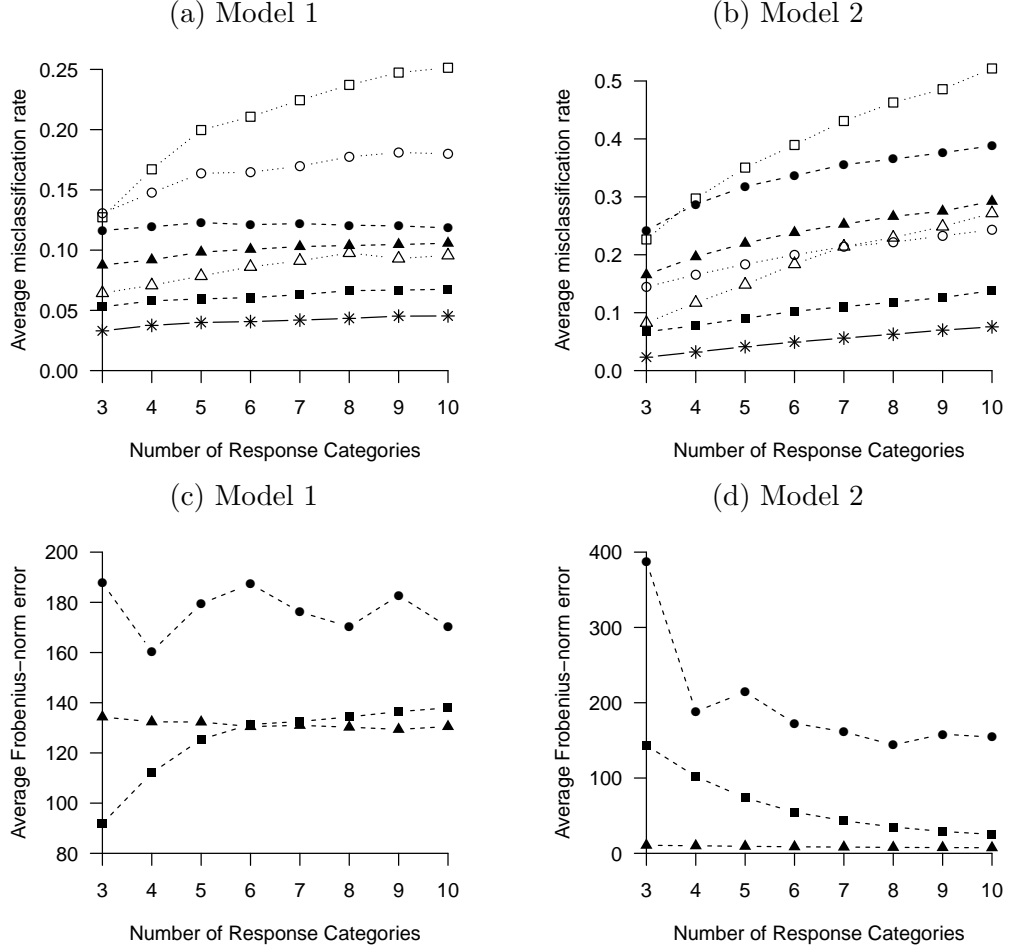 (a) Model 1
Average misclassification rate
0.25
0.20
0.15
0.10
0.05
0.00
3 4 5 6 7 8 9 10
Number of Response Categories
(b) Model 2
Average misclassification rate
0.5
0.4
0.3
0.2
0.1
0.0
3 4 5 6 7 8 9 10
Number of Response Categories
(c) Model 1
Average Frobenius−norm error
200
180
160
140
120
100
80
3 4 5 6 7 8 9 10
Number of Response Categories
(d) Model 2
Average Frobenius−norm error
400
300
200
100
0
3 4 5 6 7 8 9 10
Number of Response Categories